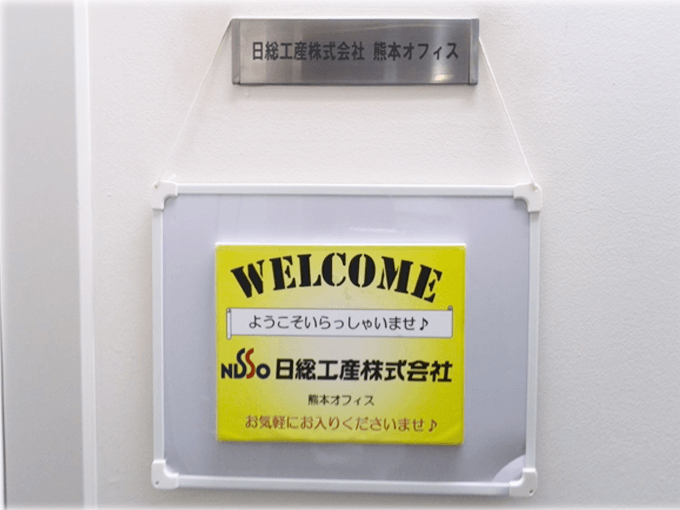 日総工産株式会社 熊本オフィス
WELCOME
ようこそいらっしゃいませ♪
NISSO 日総工産株式会社
熊本オフィス
お気軽にお入りくださいませ♪